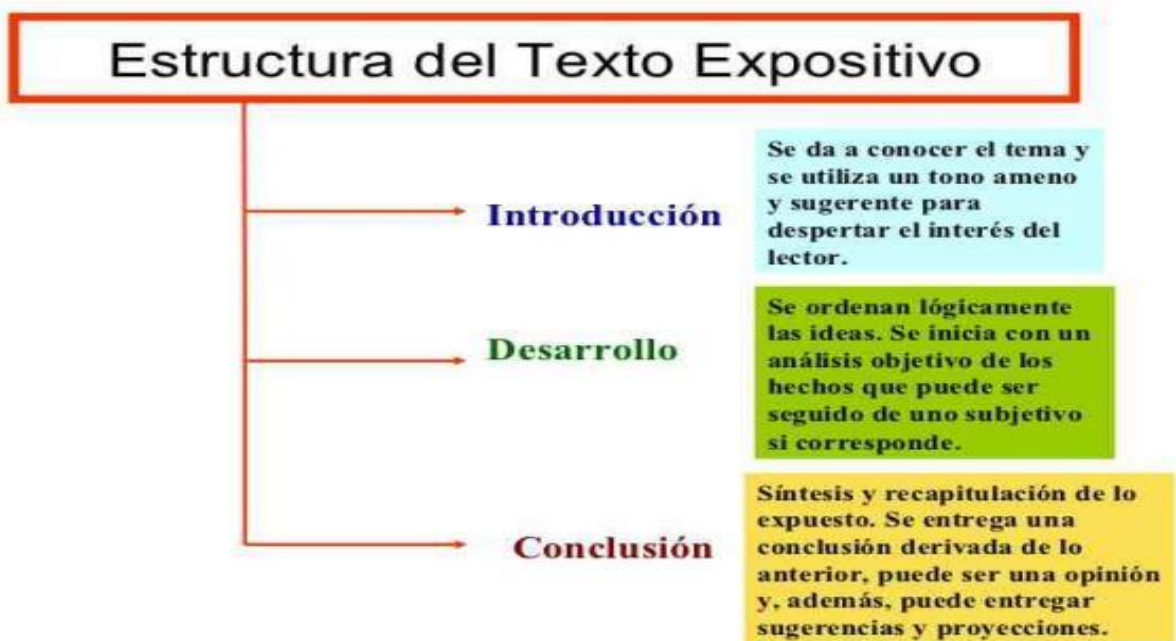 Estructura del Texto Expositivo
Introducción
Se da a conocer el tema y
se utiliza un tono ameno
y sugerente para
despertar el interés del
lector.
Desarrollo
Se ordenan lógicamente
las ideas. Se inicia con un
análisis objetivo de los
hechos que puede ser
seguido de uno subjetivo
si corresponde.
Conclusión
Síntesis y recapitulación de lo
expuesto. Se entrega una
conclusión derivada de lo
anterior, puede ser una opinión
y, además, puede entregar
sugerencias y proyecciones.